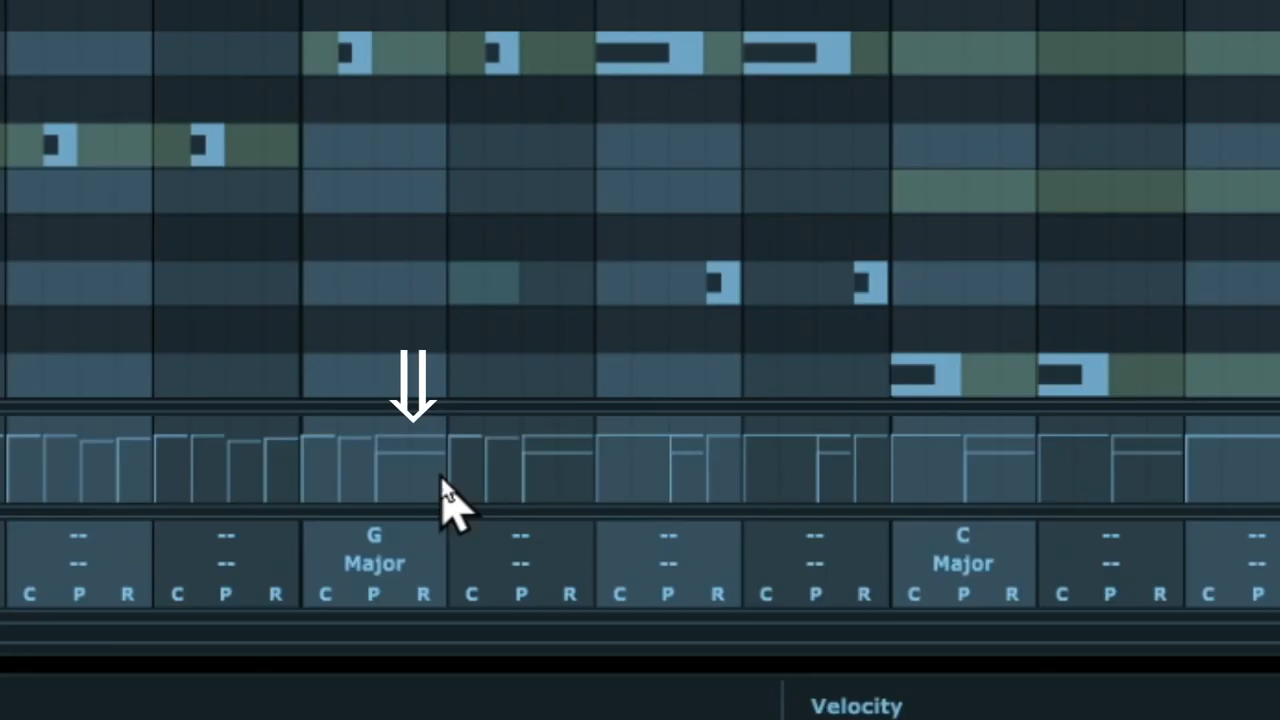 -- -- G -- -- -- C -- --
-- -- Major -- -- -- Major -- --
C P R C P R C P R C P R C P R C P R C P R C P R C P
Velocity